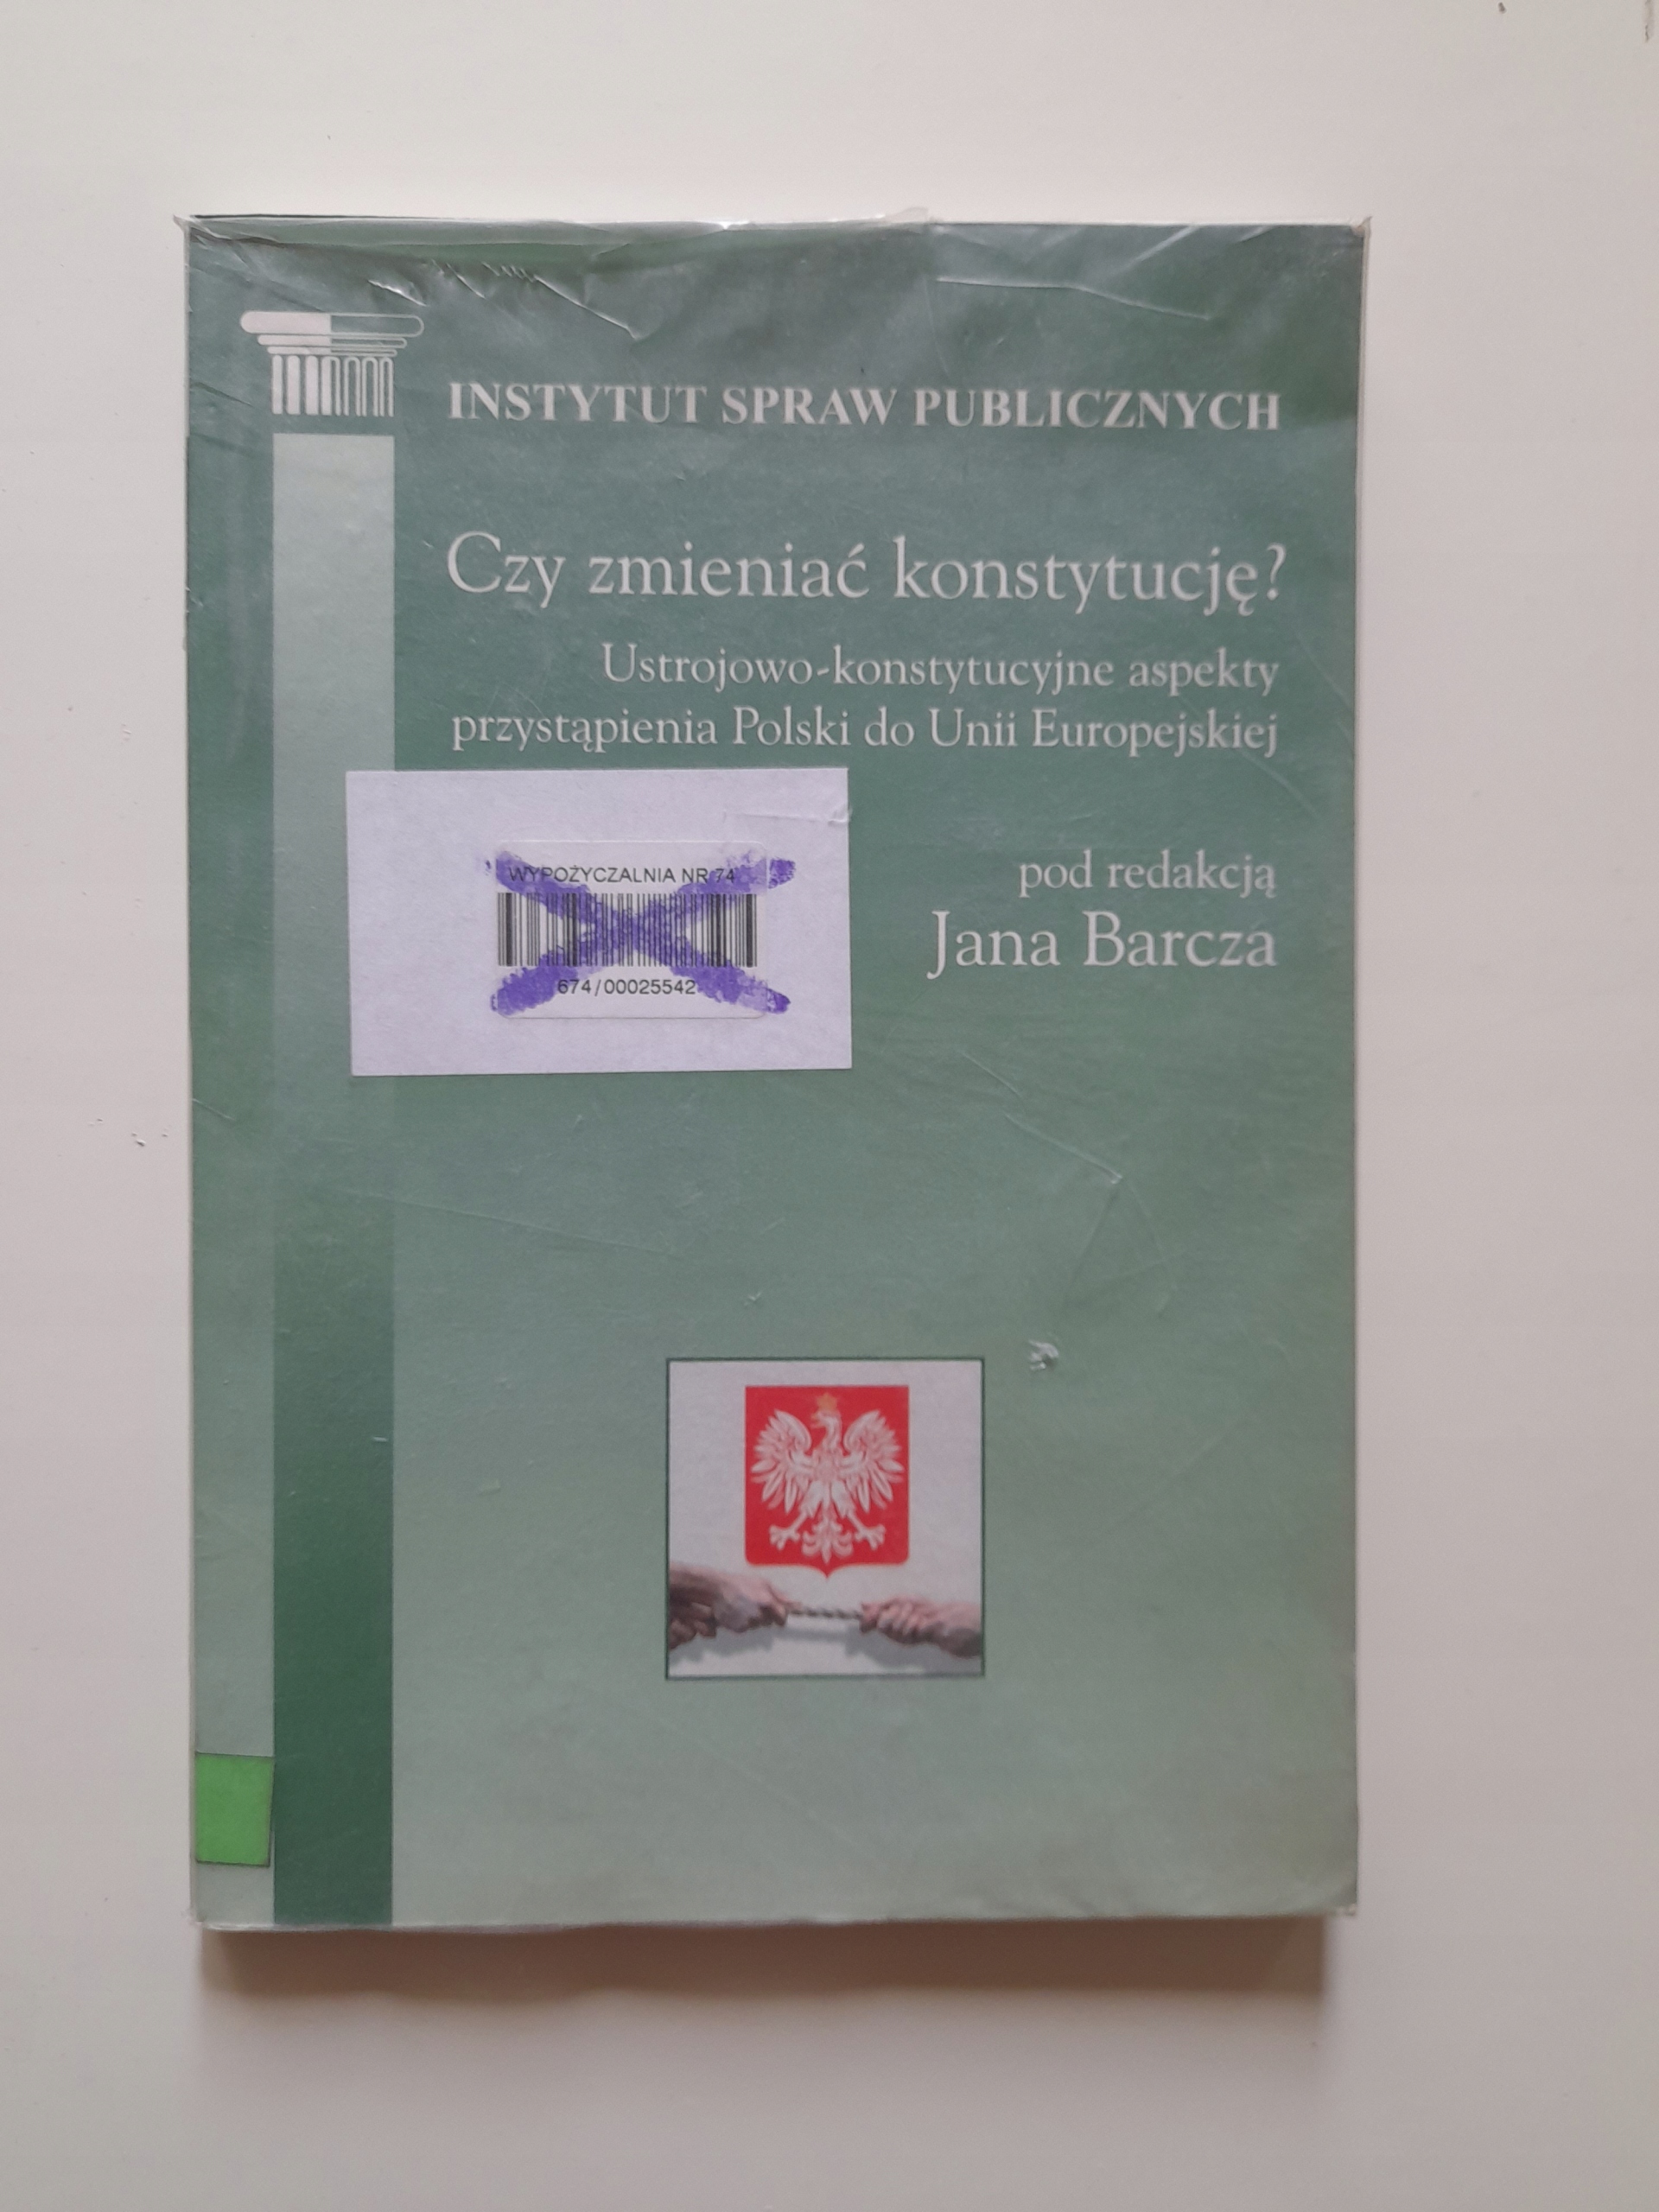 INSTYTUT SPRAW PUBLICZNYCH
Czy zmieniać konstytucję?
Ustrojowo-konstytucyjne aspekty
przystąpienia Polski do Unii Europejskiej
pod redakcją
Jana Barcza
WYPOŻYCZALNIA NR 74
674/00025542